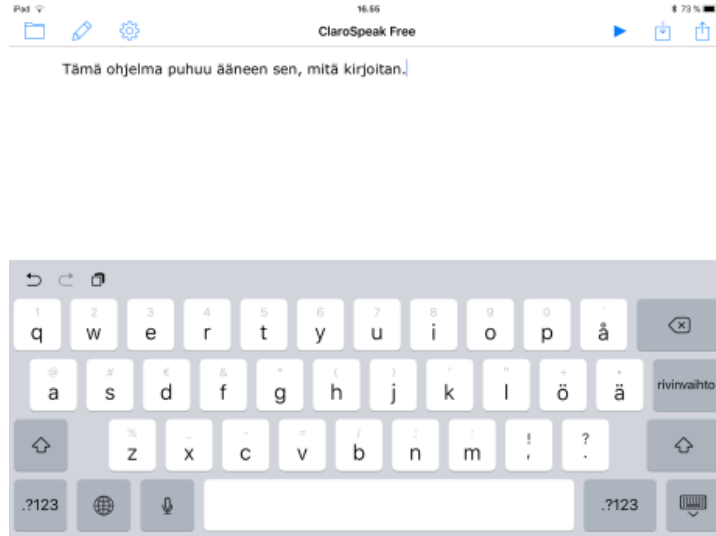 iPad 16.56 73 %
ClaroSpeak Free
Tämä ohjelma puhuu ääneen sen, mitä kirjoitan.
1 2 3 4 5 6 7 8 9 0
q w e r t y u i o p å
@ # € & * ( ) ' " + •
a s d f g h j k l ö ä rivinvaihto
% _ - = / ; : ! ?
z x c v b n m , .
.?123 .?123